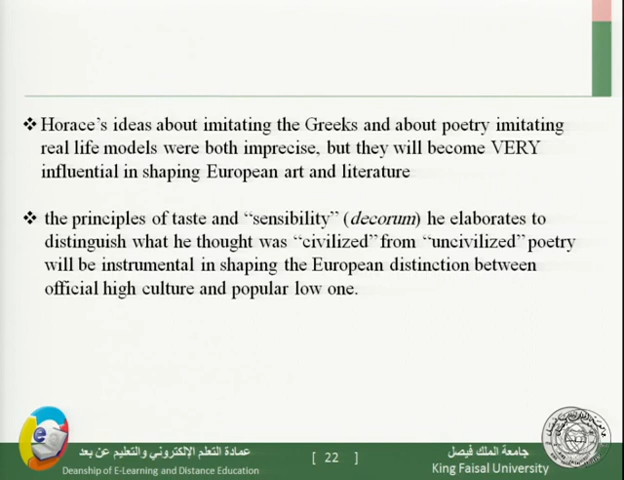 ❖ Horace's ideas about imitating the Greeks and about poetry imitating
real life models were both imprecise, but they will become VERY
influential in shaping European art and literature
❖ the principles of taste and “sensibility” (decorum) he elaborates to
distinguish what he thought was “civilized” from “uncivilized” poetry
will be instrumental in shaping the European distinction between
official high culture and popular low one.
عمادة التعلم الإلكتروني والتعليم عن بعد
Deanship of E-Learning and Distance Education
[ 22 ]
جامعة الملك فيصل
King Faisal University